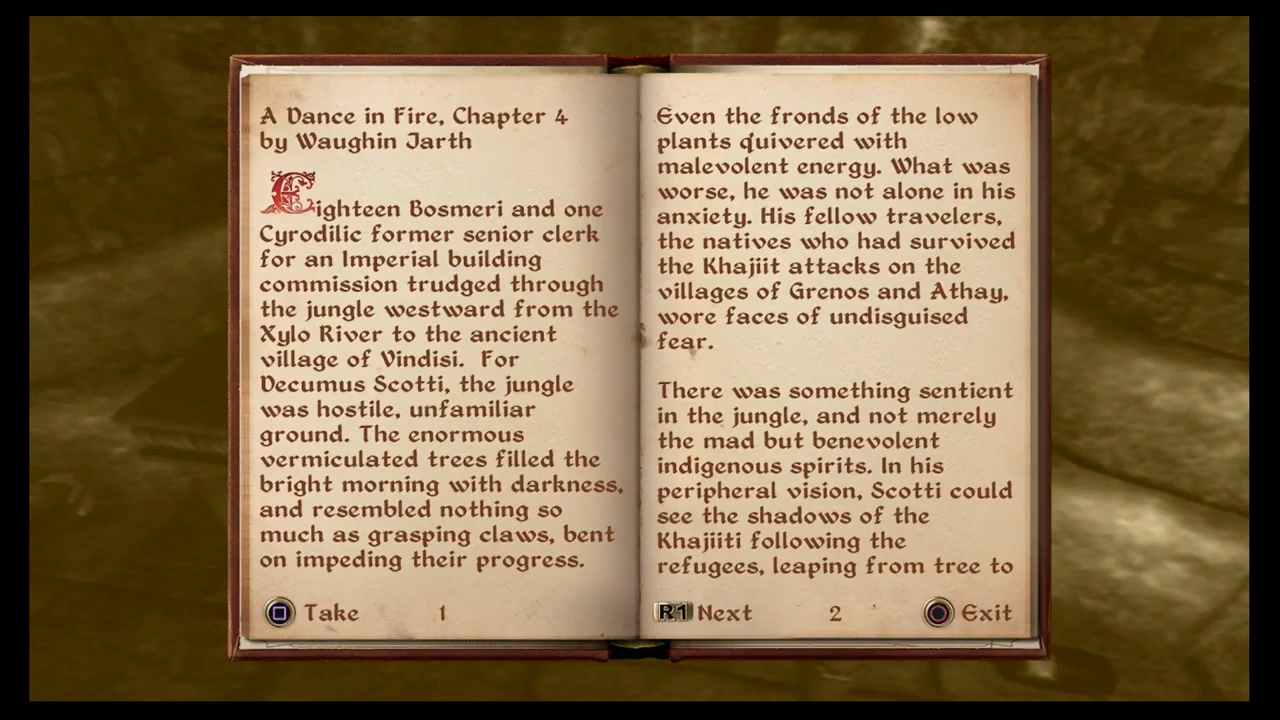 A Dance in Fire, Chapter 4
by Waughin Jarth
Eighteen Bosmeri and one
Cyrodilic former senior clerk
for an Imperial building
commission trudged through
the jungle westward from the
Xylo River to the ancient
village of Vindisi.  For
Decumus Scotti, the jungle
was hostile, unfamiliar
ground. The enormous
vermiculated trees filled the
bright morning with darkness,
and resembled nothing so
much as grasping claws, bent
on impeding their progress.
Even the fronds of the low
plants quivered with
malevolent energy. What was
worse, he was not alone in his
anxiety. His fellow travelers,
the natives who had survived
the Khajiit attacks on the
villages of Grenos and Athay,
wore faces of undisguised
fear.
There was something sentient
in the jungle, and not merely
the mad but benevolent
indigenous spirits. In his
peripheral vision, Scotti could
see the shadows of the
Khajiiti following the
refugees, leaping from tree to
Take 1
R1 Next 2 Exit